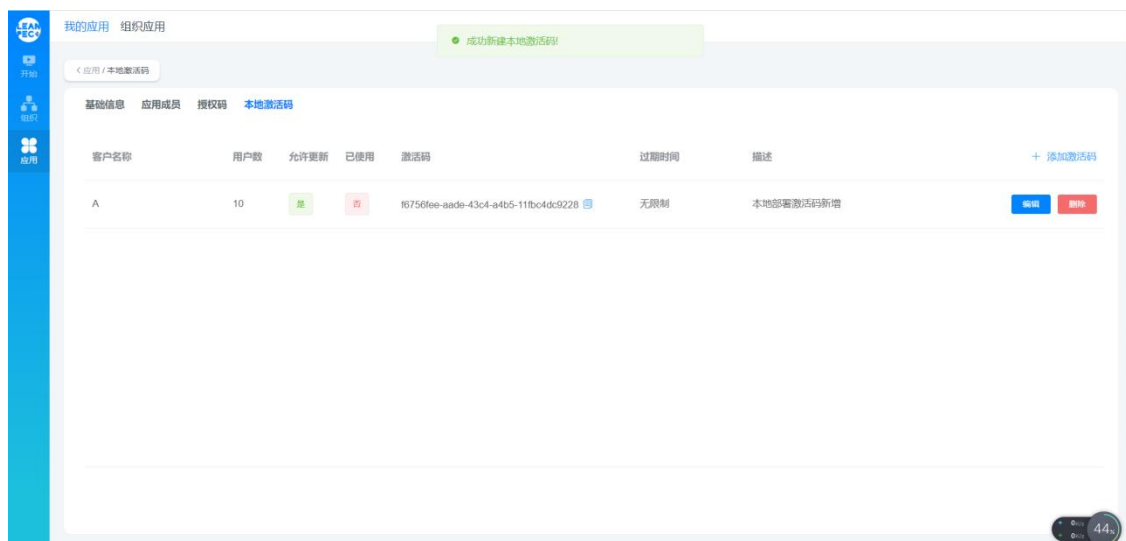 LEAN
TEC+
我的应用 组织应用
成功新建本地激活码!
开始
< 应用 / 本地激活码
组织
基础信息 应用成员 授权码 本地激活码
应用
客户名称 用户数 允许更新 已使用 激活码 过期时间 描述 + 添加激活码
A 10 是 否 f6756fee-aade-43c4-a4b5-11fbc4dc9228 无限制 本地部署激活码新增 编辑 删除
44%